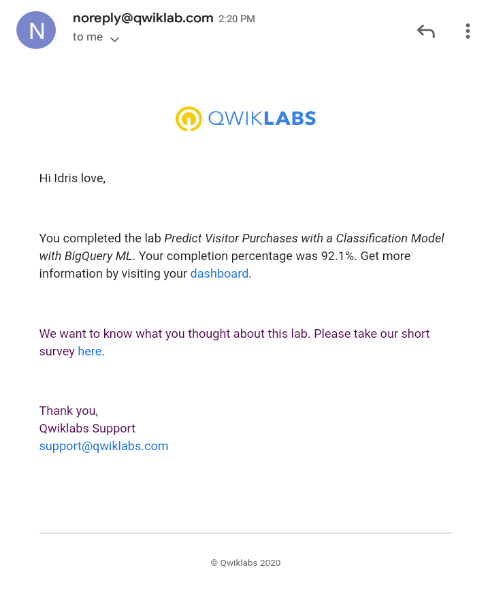 N
noreply@qwiklab.com 2:20 PM
to me
QWIKLABS
Hi Idris love,
You completed the lab Predict Visitor Purchases with a Classification Model
with BigQuery ML. Your completion percentage was 92.1%. Get more
information by visiting your dashboard.
We want to know what you thought about this lab. Please take our short
survey here.
Thank you,
Qwiklabs Support
support@qwiklabs.com
© Qwiklabs 2020